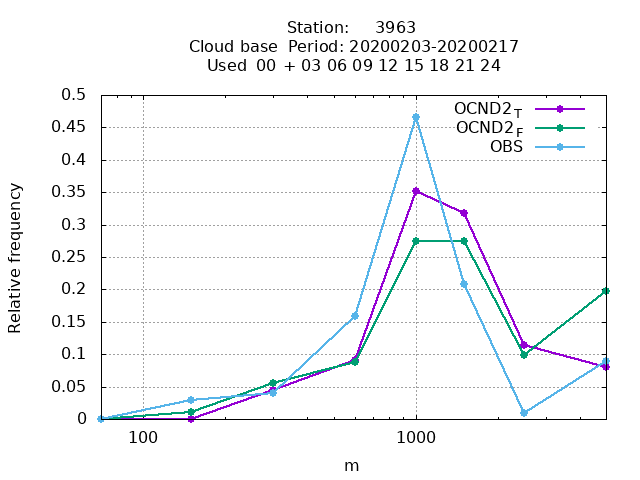 Station: 3963
Cloud base Period: 20200203-20200217
Used 00 + 03 06 09 12 15 18 21 24
0.5
OCND2T
0.45
OCND2F
OBS
0.4
0.35
0.3
0.25
0.2
0.15
0.1
0.05
0
Relative frequency
100
1000
m